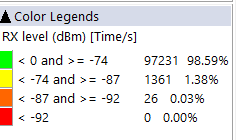 Color Legends
RX level (dBm) [Time/s]
< 0 and >= -74 97231 98.59%
< -74 and >= -87 1361 1.38%
< -87 and >= -92 26 0.03%
< -92 0 0.00%